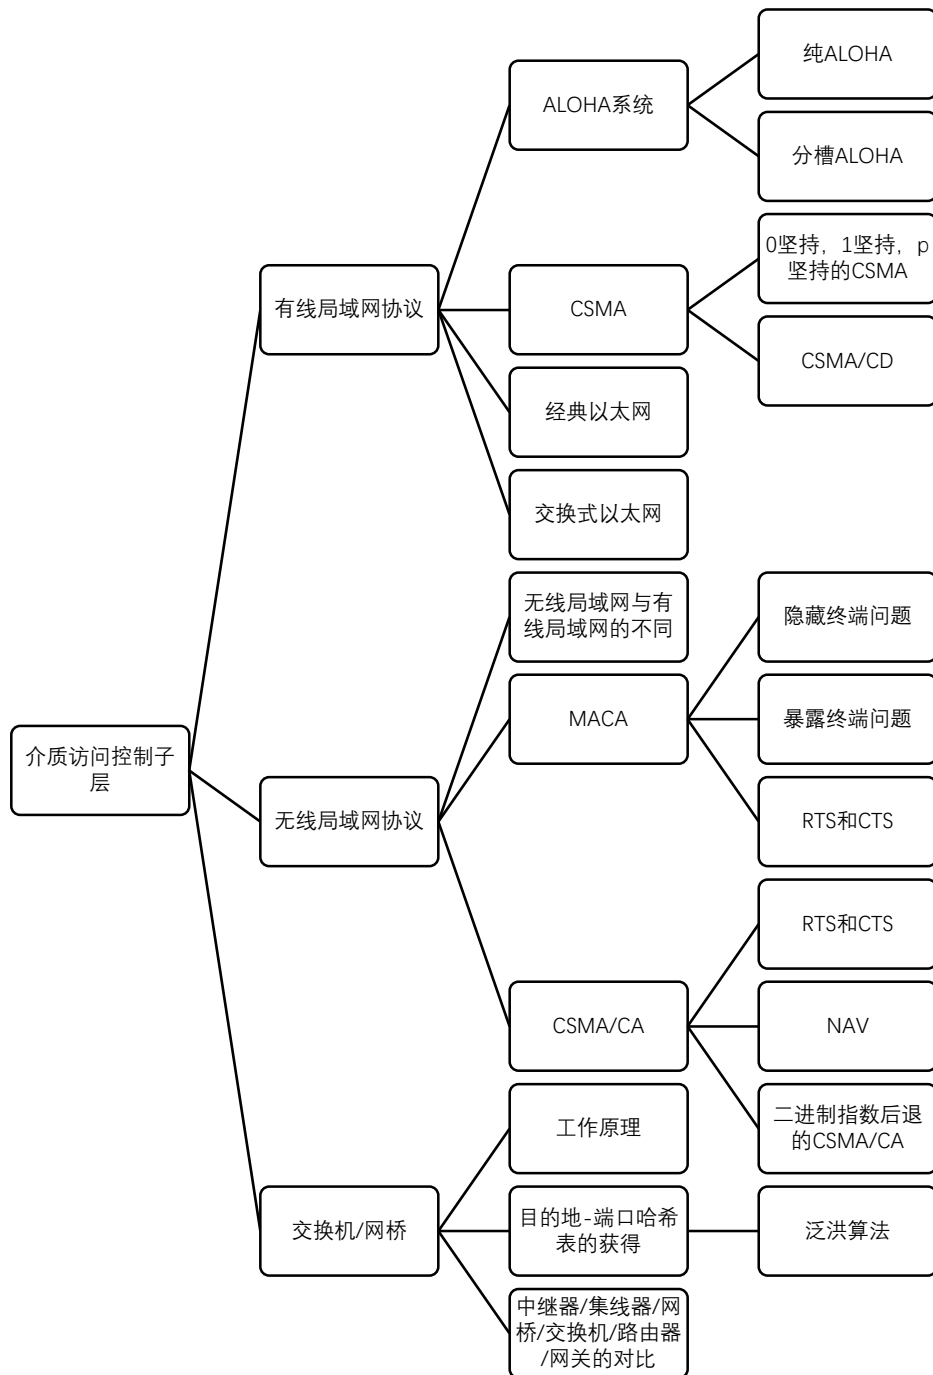 介质访问控制子
层
有线局域网协议
ALOHA系统
纯ALOHA
分槽ALOHA
CSMA
0坚持，1坚持，p
坚持的CSMA
CSMA/CD
经典以太网
交换式以太网
无线局域网协议
无线局域网与有
线局域网的不同
MACA
隐藏终端问题
暴露终端问题
RTS和CTS
CSMA/CA
RTS和CTS
NAV
二进制指数后退
的CSMA/CA
交换机/网桥
工作原理
目的地-端口哈希
表的获得
泛洪算法
中继器/集线器/网
桥/交换机/路由器
/网关的对比